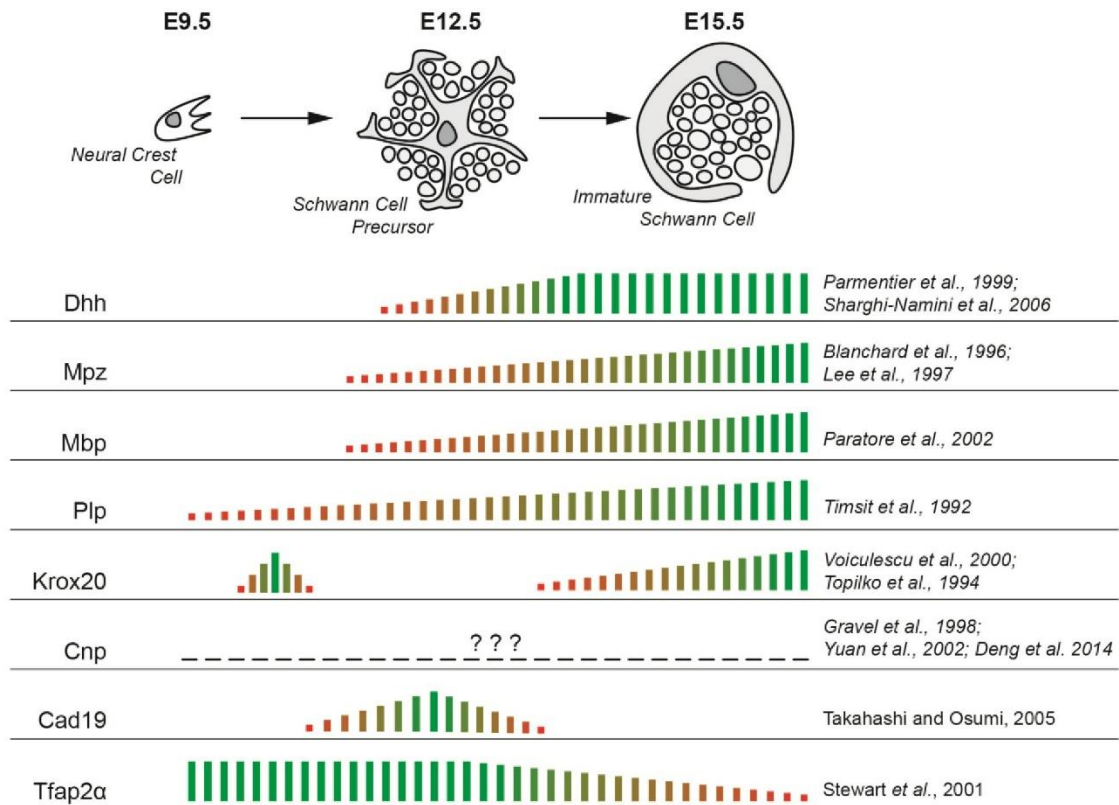 E9.5
E12.5
E15.5
Neural Crest
Cell
Schwann Cell
Precursor
Immature
Schwann Cell
Dhh
Parmentier et al., 1999;
Sharghi-Namini et al., 2006
Mpz
Blanchard et al., 1996;
Lee et al., 1997
Mbp
Paratore et al., 2002
Plp
Timsit et al., 1992
Krox20
Voiculescu et al., 2000;
Topilko et al., 1994
Cnp
? ? ?
Gravel et al., 1998;
Yuan et al., 2002; Deng et al. 2014
Cad19
Takahashi and Osumi, 2005
Tfap2α
Stewart et al., 2001